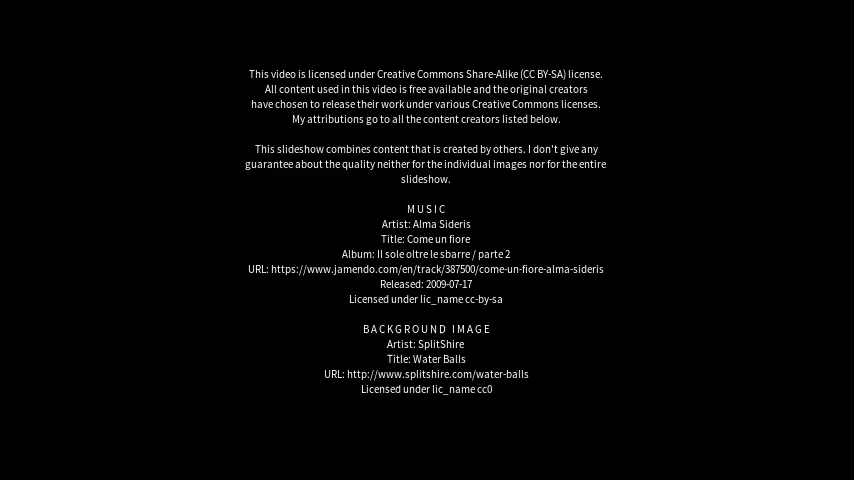 This video is licensed under Creative Commons Share-Alike (CC BY-SA) license.
All content used in this video is free available and the original creators
have chosen to release their work under various Creative Commons licenses.
My attributions go to all the content creators listed below.
This slideshow combines content that is created by others. I don't give any
guarantee about the quality neither for the individual images nor for the entire
slideshow.
MUSIC
Artist: Alma Sideris
Title: Come un fiore
Album: Il sole oltre le sbarre / parte 2
URL: https://www.jamendo.com/en/track/387500/come-un-fiore-alma-sideris
Released: 2009-07-17
Licensed under lic_name cc-by-sa
BACKGROUND IMAGE
Artist: SplitShire
Title: Water Balls
URL: http://www.splitshire.com/water-balls
Licensed under lic_name cc0